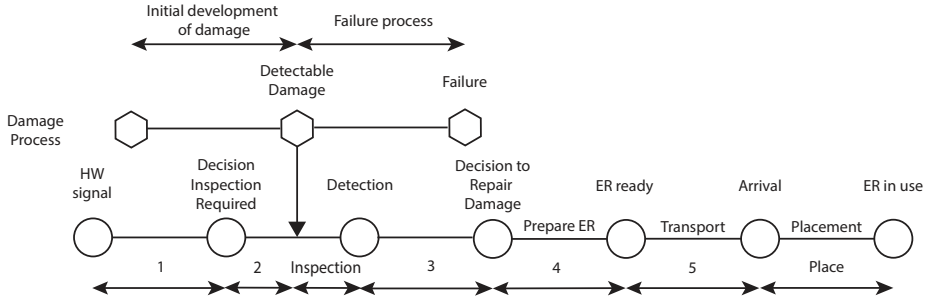 Initial development
of damage
Failure process
Detectable
Damage
Failure
Damage
Process
HW
signal
Decision
Inspection
Required
Detection
Decision to
Repair
Damage
ER ready
Arrival
ER in use
Prepare ER
Transport
Placement
1
2
Inspection
3
4
5
Place